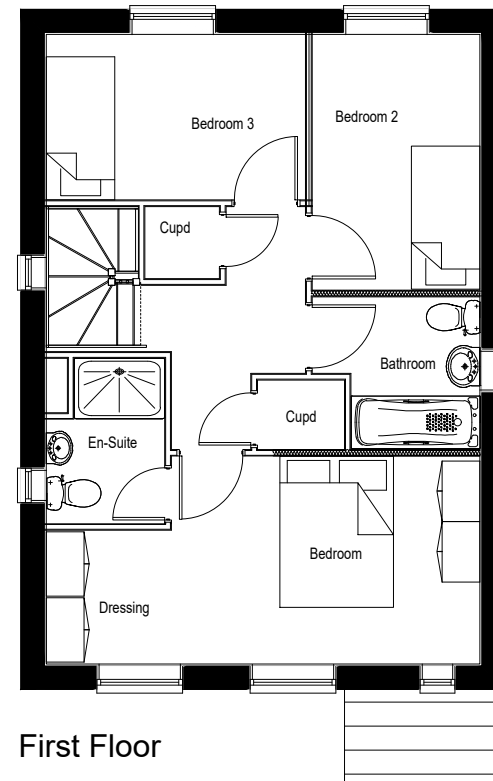 Bedroom 3
Bedroom 2
Cupd
Bathroom
Cupd
En-Suite
Bedroom
Dressing
First Floor